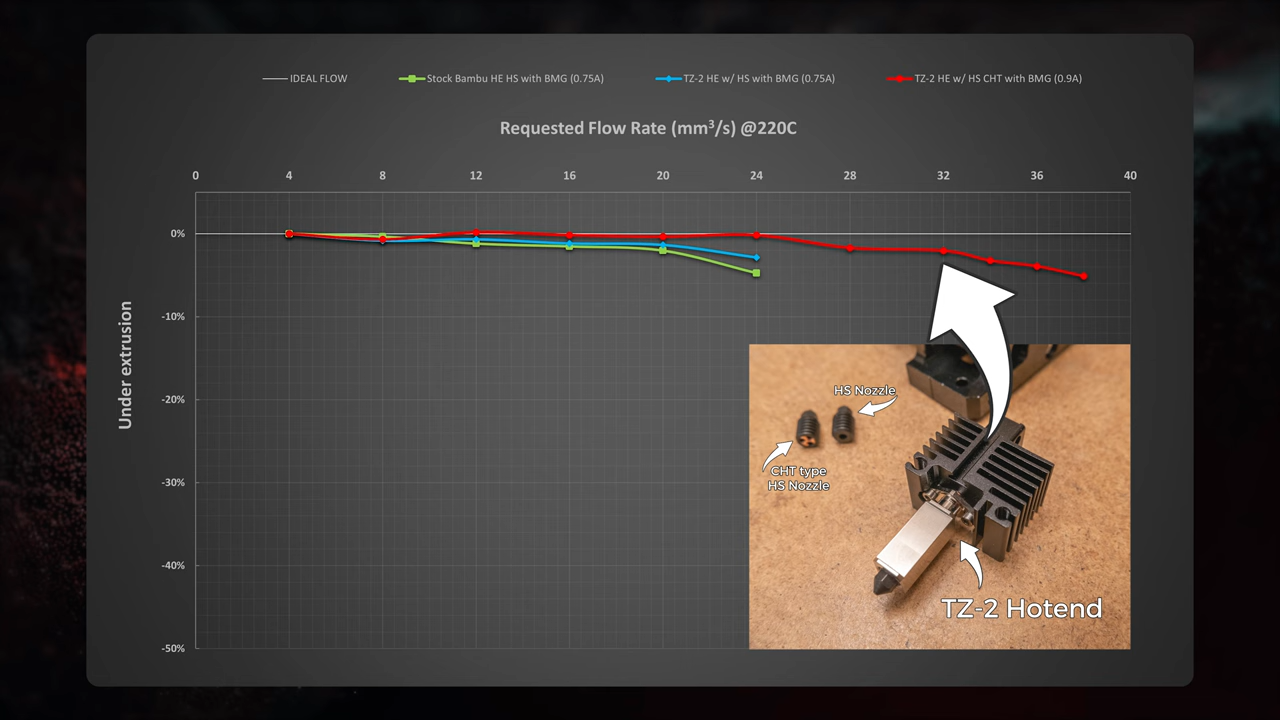 IDEAL FLOW
Stock Bambu HE HS with BMG (0.75A)
TZ-2 HE w/ HS with BMG (0.75A)
TZ-2 HE w/ HS CHT with BMG (0.9A)
Requested Flow Rate (mm³/s) @220C
0 4 8 12 16 20 24 28 32 36 40
0%
-10%
-20%
-30%
-40%
-50%
Under extrusion
HS Nozzle
CHT type
HS Nozzle
TZ-2 Hotend